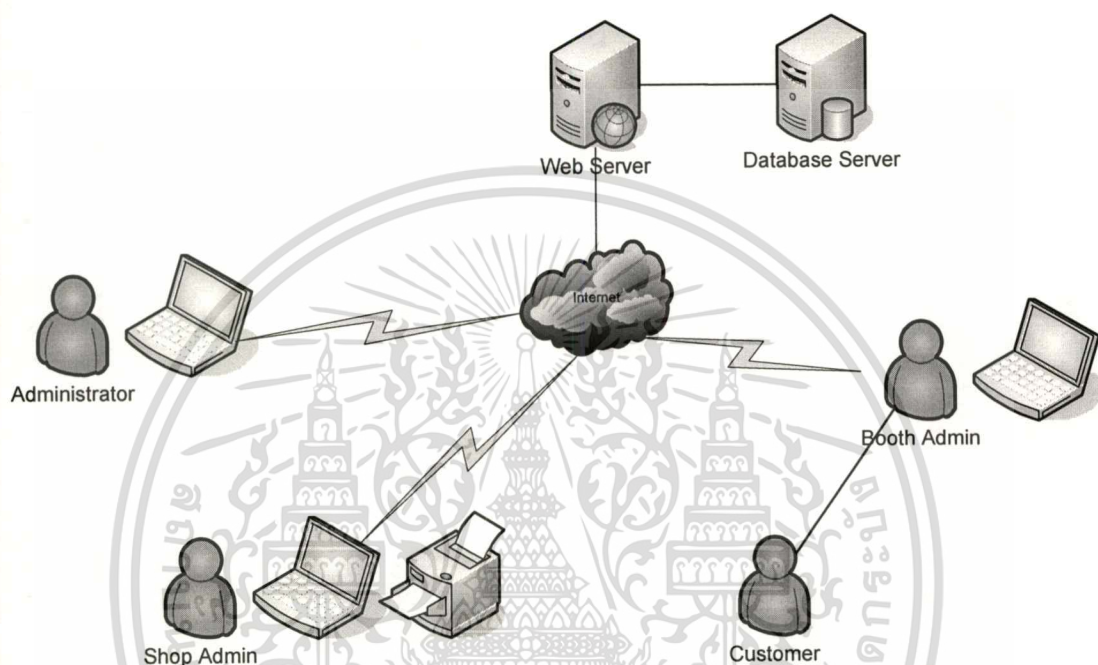 Web Server
Database Server
Internet
Administrator
Booth Admin
Shop Admin
Customer